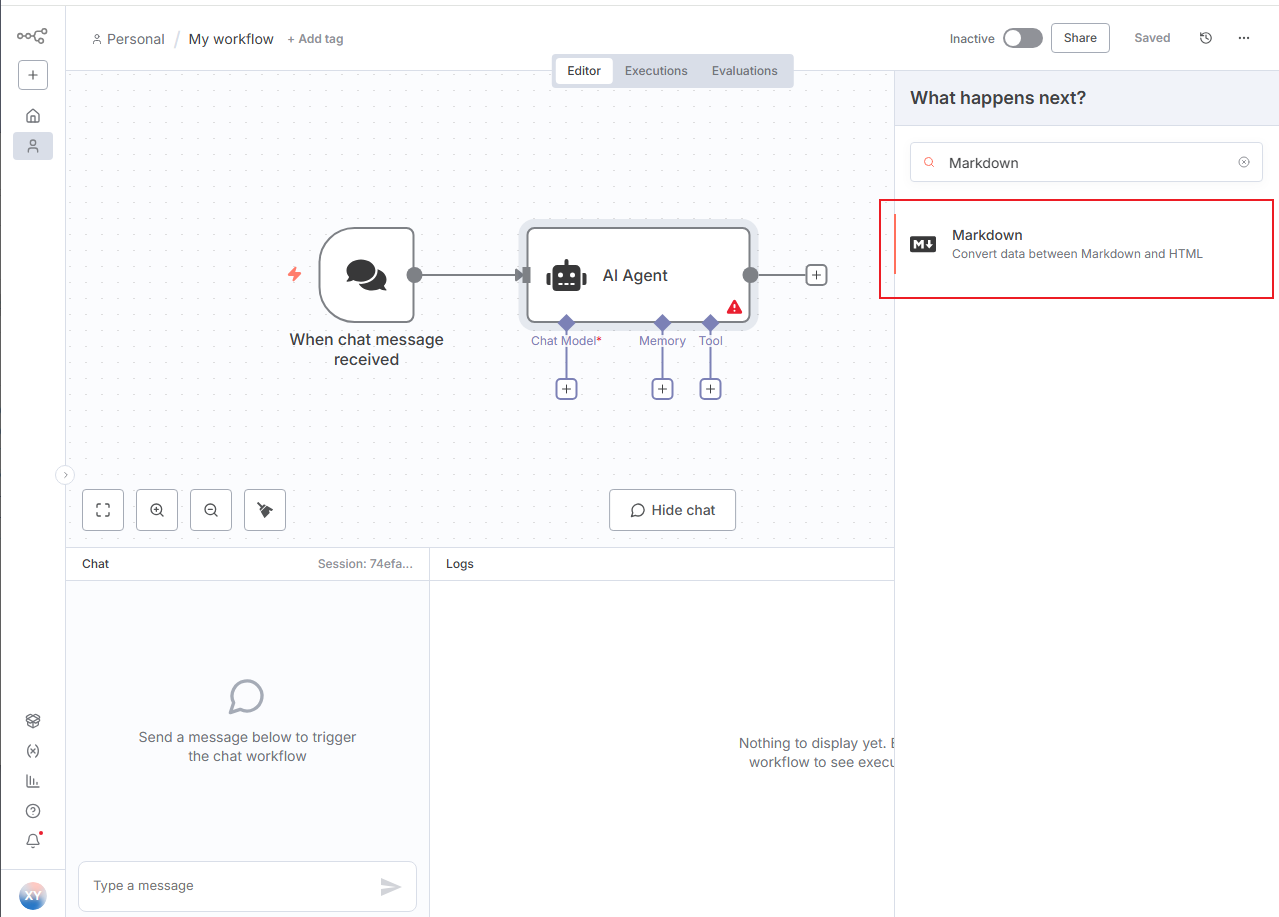 Personal / My workflow + Add tag
Inactive Share Saved
Editor Executions Evaluations
What happens next?
Markdown
M
Markdown
Convert data between Markdown and HTML
AI Agent
When chat message
received
Chat Model* Memory Tool
Hide chat
Chat Session: 74efa...
Logs
Send a message below to trigger
the chat workflow
Nothing to display yet.
workflow to see execu
Type a message
XY